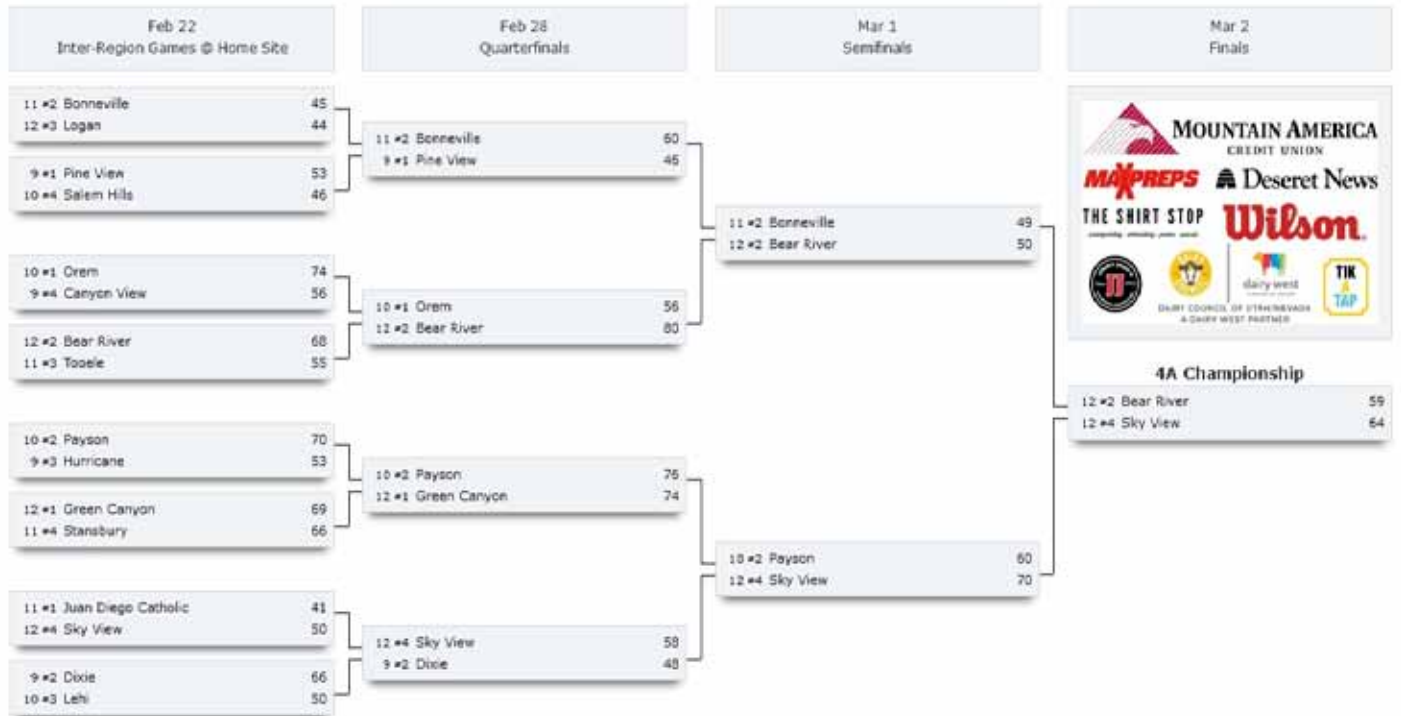 Feb 22
Inter-Region Games @ Home Site
Feb 28
Quarterfinals
Mar 1
Semifinals
Mar 2
Finals
11 #2 Bonneville 45
12 #3 Logan 44
9 #1 Pine View 53
10 #4 Salem Hills 46
10 #1 Orem 74
9 #4 Canyon View 56
12 #2 Bear River 68
11 #3 Tooele 55
10 #2 Payson 70
9 #3 Hurricane 53
12 #1 Green Canyon 69
11 #4 Stansbury 66
11 #1 Juan Diego Catholic 41
12 #4 Sky View 50
9 #2 Dixie 66
10 #3 Lehi 50
11 #2 Bonneville 60
9 #1 Pine View 46
10 #1 Orem 56
12 #2 Bear River 80
10 #2 Payson 76
12 #1 Green Canyon 74
12 #4 Sky View 58
9 #2 Dixie 48
11 #2 Bonneville 49
12 #2 Bear River 50
10 #2 Payson 60
12 #4 Sky View 70
MOUNTAIN AMERICA
CREDIT UNION
MAXPREPS
Deseret News
THE SHIRT STOP
Wilson.
dairy west
TIK
A
TAP
DAIRY COUNCIL OF UTAH/NEVADA
A DAIRY WEST PARTNER
4A Championship
12 #2 Bear River 59
12 #4 Sky View 64